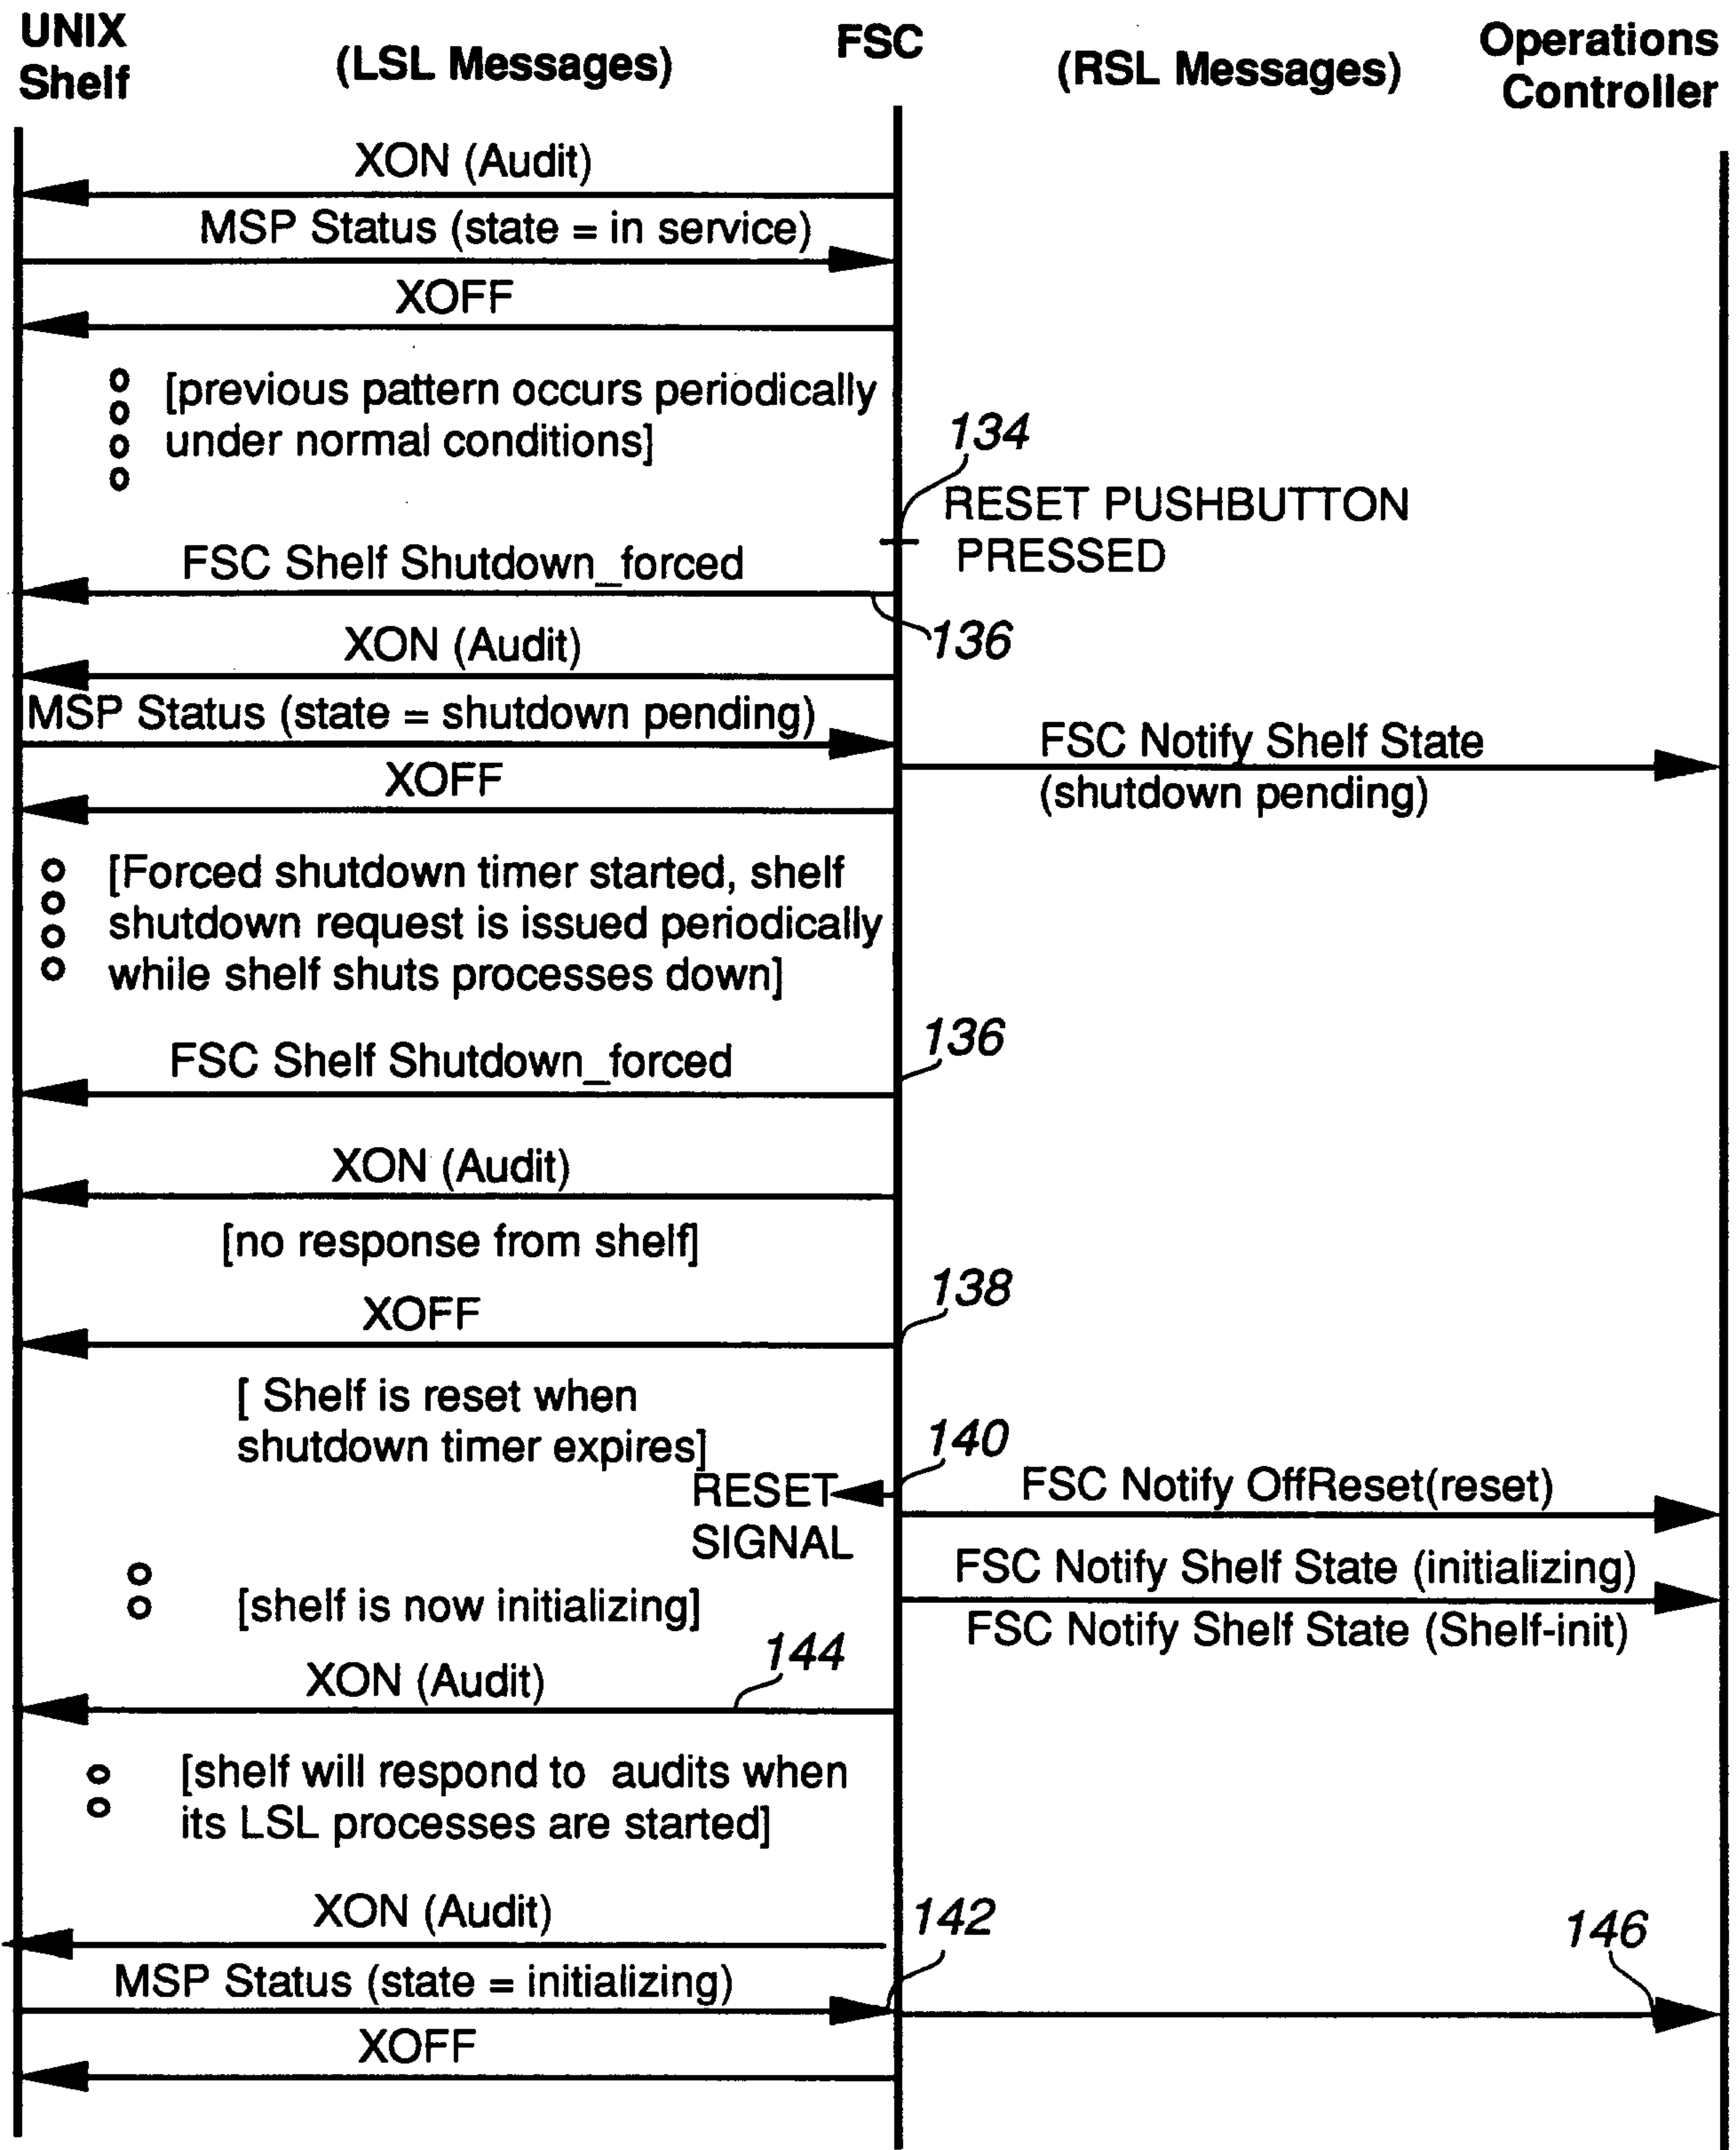 UNIX
Shelf
(LSL Messages)
FSC
(RSL Messages)
Operations
Controller
XON (Audit)
MSP Status (state = in service)
XOFF
[previous pattern occurs periodically
under normal conditions]
134
RESET PUSHBUTTON
PRESSED
FSC Shelf Shutdown_forced
136
XON (Audit)
MSP Status (state = shutdown pending)
FSC Notify Shelf State
(shutdown pending)
XOFF
[Forced shutdown timer started, shelf
shutdown request is issued periodically
while shelf shuts processes down]
136
FSC Shelf Shutdown_forced
XON (Audit)
[no response from shelf]
138
XOFF
[ Shelf is reset when
shutdown timer expires]
140
RESET
SIGNAL
FSC Notify OffReset(reset)
FSC Notify Shelf State (initializing)
[shelf is now initializing]
FSC Notify Shelf State (Shelf-init)
144
XON (Audit)
[shelf will respond to audits when
its LSL processes are started]
XON (Audit)
142
146
MSP Status (state = initializing)
XOFF